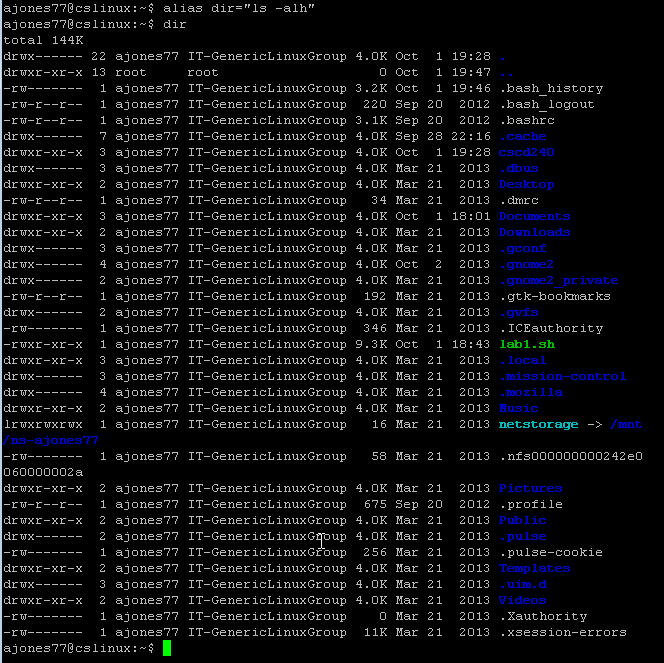 ajones77@cslinux:~$ alias dir="ls -alh"
ajones77@cslinux:~$ dir
total 144K
drwx------ 22 ajones77 IT-GenericLinuxGroup 4.0K Oct  1 19:28 .
drwxr-xr-x 13 root     root                    0 Oct  1 19:47 ..
-rw-------  1 ajones77 IT-GenericLinuxGroup 3.2K Oct  1 19:46 .bash_history
-rw-r--r--  1 ajones77 IT-GenericLinuxGroup  220 Sep 20  2012 .bash_logout
-rw-r--r--  1 ajones77 IT-GenericLinuxGroup 3.1K Sep 20  2012 .bashrc
drwx------  7 ajones77 IT-GenericLinuxGroup 4.0K Sep 28 22:16 .cache
drwxr-xr-x  3 ajones77 IT-GenericLinuxGroup 4.0K Oct  1 19:28 cscd240
drwx------  3 ajones77 IT-GenericLinuxGroup 4.0K Mar 21  2013 .dbus
drwxr-xr-x  2 ajones77 IT-GenericLinuxGroup 4.0K Mar 21  2013 Desktop
-rw-r--r--  1 ajones77 IT-GenericLinuxGroup   34 Mar 21  2013 .dmrc
drwxr-xr-x  3 ajones77 IT-GenericLinuxGroup 4.0K Oct  1 18:01 Documents
drwxr-xr-x  2 ajones77 IT-GenericLinuxGroup 4.0K Mar 21  2013 Downloads
drwx------  3 ajones77 IT-GenericLinuxGroup 4.0K Mar 21  2013 .gconf
drwx------  4 ajones77 IT-GenericLinuxGroup 4.0K Oct  2  2013 .gnome2
drwx------  2 ajones77 IT-GenericLinuxGroup 4.0K Mar 21  2013 .gnome2_private
-rw-r--r--  1 ajones77 IT-GenericLinuxGroup  192 Mar 21  2013 .gtk-bookmarks
drwx------  2 ajones77 IT-GenericLinuxGroup 4.0K Mar 21  2013 .gvfs
-rw-------  1 ajones77 IT-GenericLinuxGroup  346 Mar 21  2013 .ICEauthority
-rwxr-xr-x  1 ajones77 IT-GenericLinuxGroup 9.3K Oct  1 18:43 lab1.sh
drwxr-xr-x  3 ajones77 IT-GenericLinuxGroup 4.0K Mar 21  2013 .local
drwx------  3 ajones77 IT-GenericLinuxGroup 4.0K Mar 21  2013 .mission-control
drwx------  4 ajones77 IT-GenericLinuxGroup 4.0K Mar 21  2013 .mozilla
drwxr-xr-x  2 ajones77 IT-GenericLinuxGroup 4.0K Mar 21  2013 Music
lrwxrwxrwx  1 ajones77 IT-GenericLinuxGroup   16 Mar 21  2013 netstorage -> /mnt
/ns-ajones77
-rw-------  1 ajones77 IT-GenericLinuxGroup   58 Mar 21  2013 .nfs000000000242e0
060000002a
drwxr-xr-x  2 ajones77 IT-GenericLinuxGroup 4.0K Mar 21  2013 Pictures
-rw-r--r--  1 ajones77 IT-GenericLinuxGroup  675 Sep 20  2012 .profile
drwxr-xr-x  2 ajones77 IT-GenericLinuxGroup 4.0K Mar 21  2013 Public
drwx------  2 ajones77 IT-GenericLinuxGroup 4.0K Mar 21  2013 .pulse
-rw-------  1 ajones77 IT-GenericLinuxGroup  256 Mar 21  2013 .pulse-cookie
drwxr-xr-x  2 ajones77 IT-GenericLinuxGroup 4.0K Mar 21  2013 Templates
drwx------  3 ajones77 IT-GenericLinuxGroup 4.0K Mar 21  2013 .uim.d
drwxr-xr-x  2 ajones77 IT-GenericLinuxGroup 4.0K Mar 21  2013 Videos
-rw-------  1 ajones77 IT-GenericLinuxGroup    0 Mar 21  2013 .Xauthority
-rw-------  1 ajones77 IT-GenericLinuxGroup  11K Mar 21  2013 .xsession-errors
ajones77@cslinux:~$